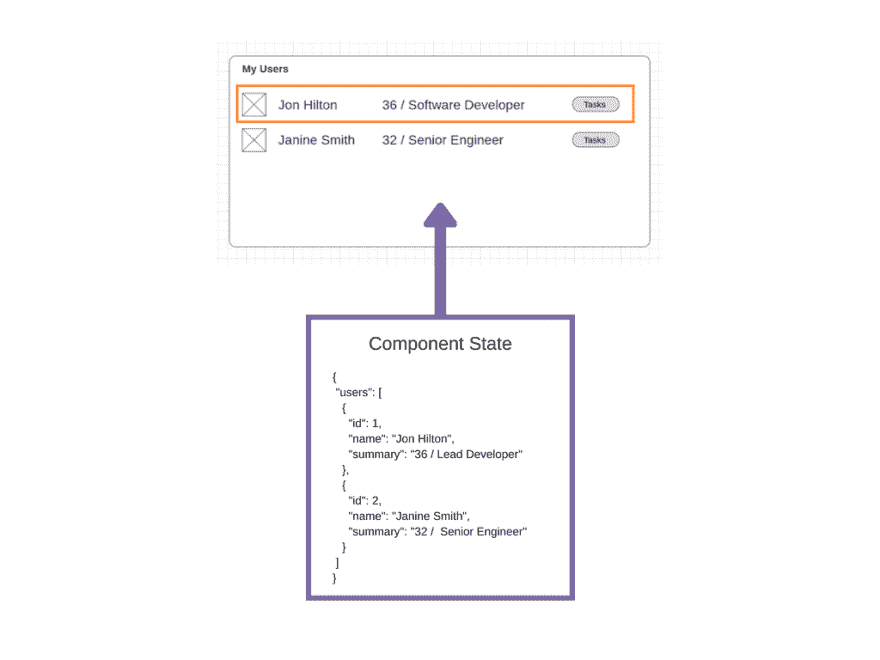 My Users
Jon Hilton 36 / Software Developer Tasks
Janine Smith 32 / Senior Engineer Tasks
Component State
{
"users": [
{
"id": 1,
"name": "Jon Hilton",
"summary": "36 / Lead Developer"
},
{
"id": 2,
"name": "Janine Smith",
"summary": "32 /  Senior Engineer"
}
]
}